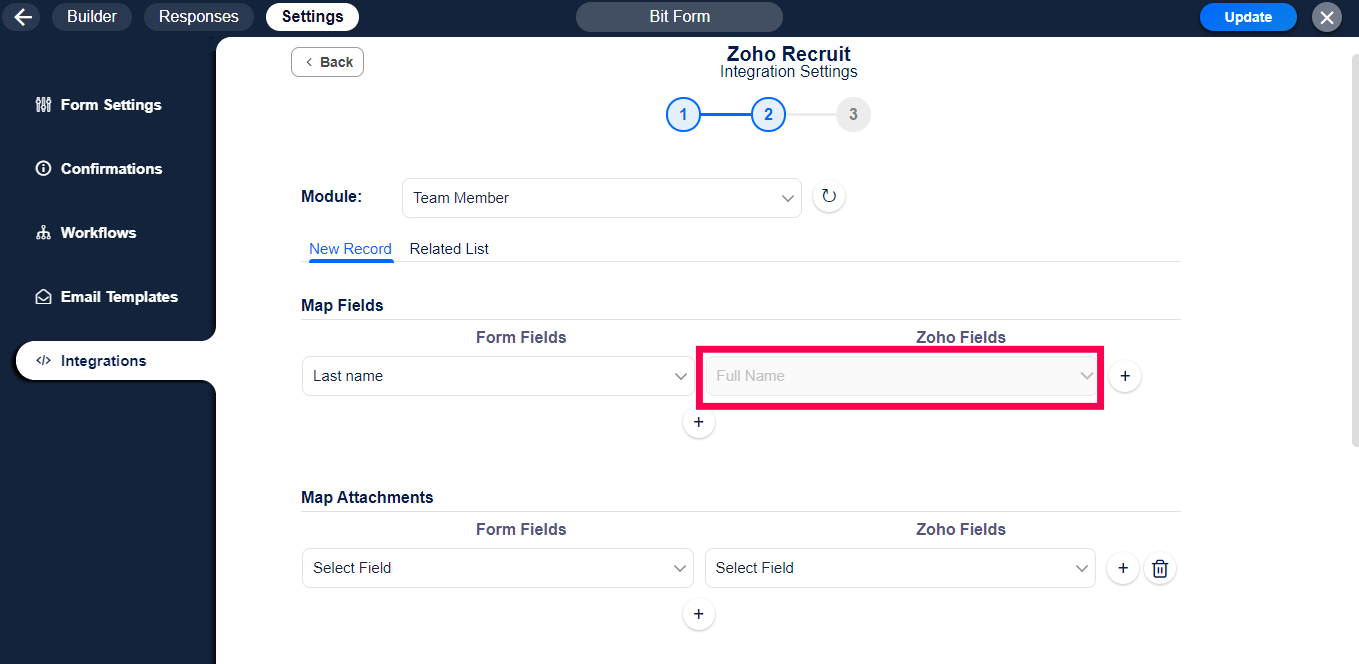 Builder Responses Settings Bit Form Update
Back
Zoho Recruit
Integration Settings
1 2 3
Form Settings
Confirmations
Workflows
Email Templates
Integrations
Module: Team Member
New Record Related List
Map Fields
Form Fields Zoho Fields
Last name Full Name +
+
Map Attachments
Form Fields Zoho Fields
Select Field Select Field +
+